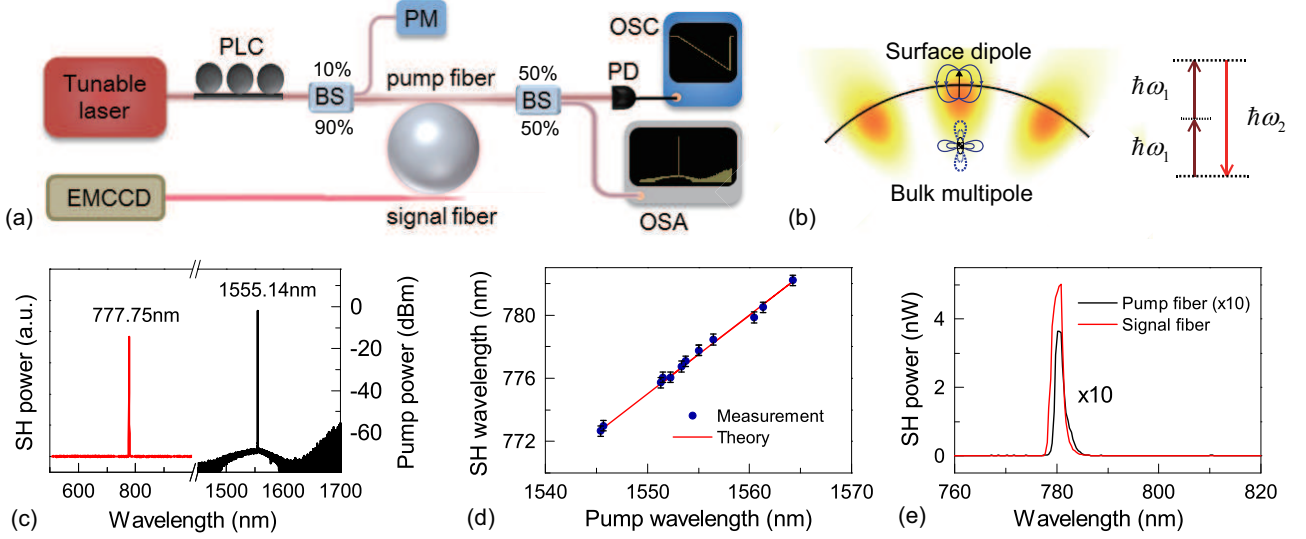 PM
OSC
PLC
10%
pump fiber
50%
PD
Tunable
laser
BS
BS
90%
50%
EMCCD
signal fiber
OSA
(a)
Surface dipole
Bulk multipole
ħω1
ħω1
ħω2
(b)
777.75nm
1555.14nm
SH power (a.u.)
Pump power (dBm)
0
-20
-40
-60
600
800
1500
1600
1700
Wavelength (nm)
(c)
SH wavelength (nm)
780
776
772
Measurement
Theory
1540
1550
1560
1570
Pump wavelength (nm)
(d)
SH power (nW)
4
2
0
Pump fiber (x10)
Signal fiber
x10
760
780
800
820
Wavelength (nm)
(e)